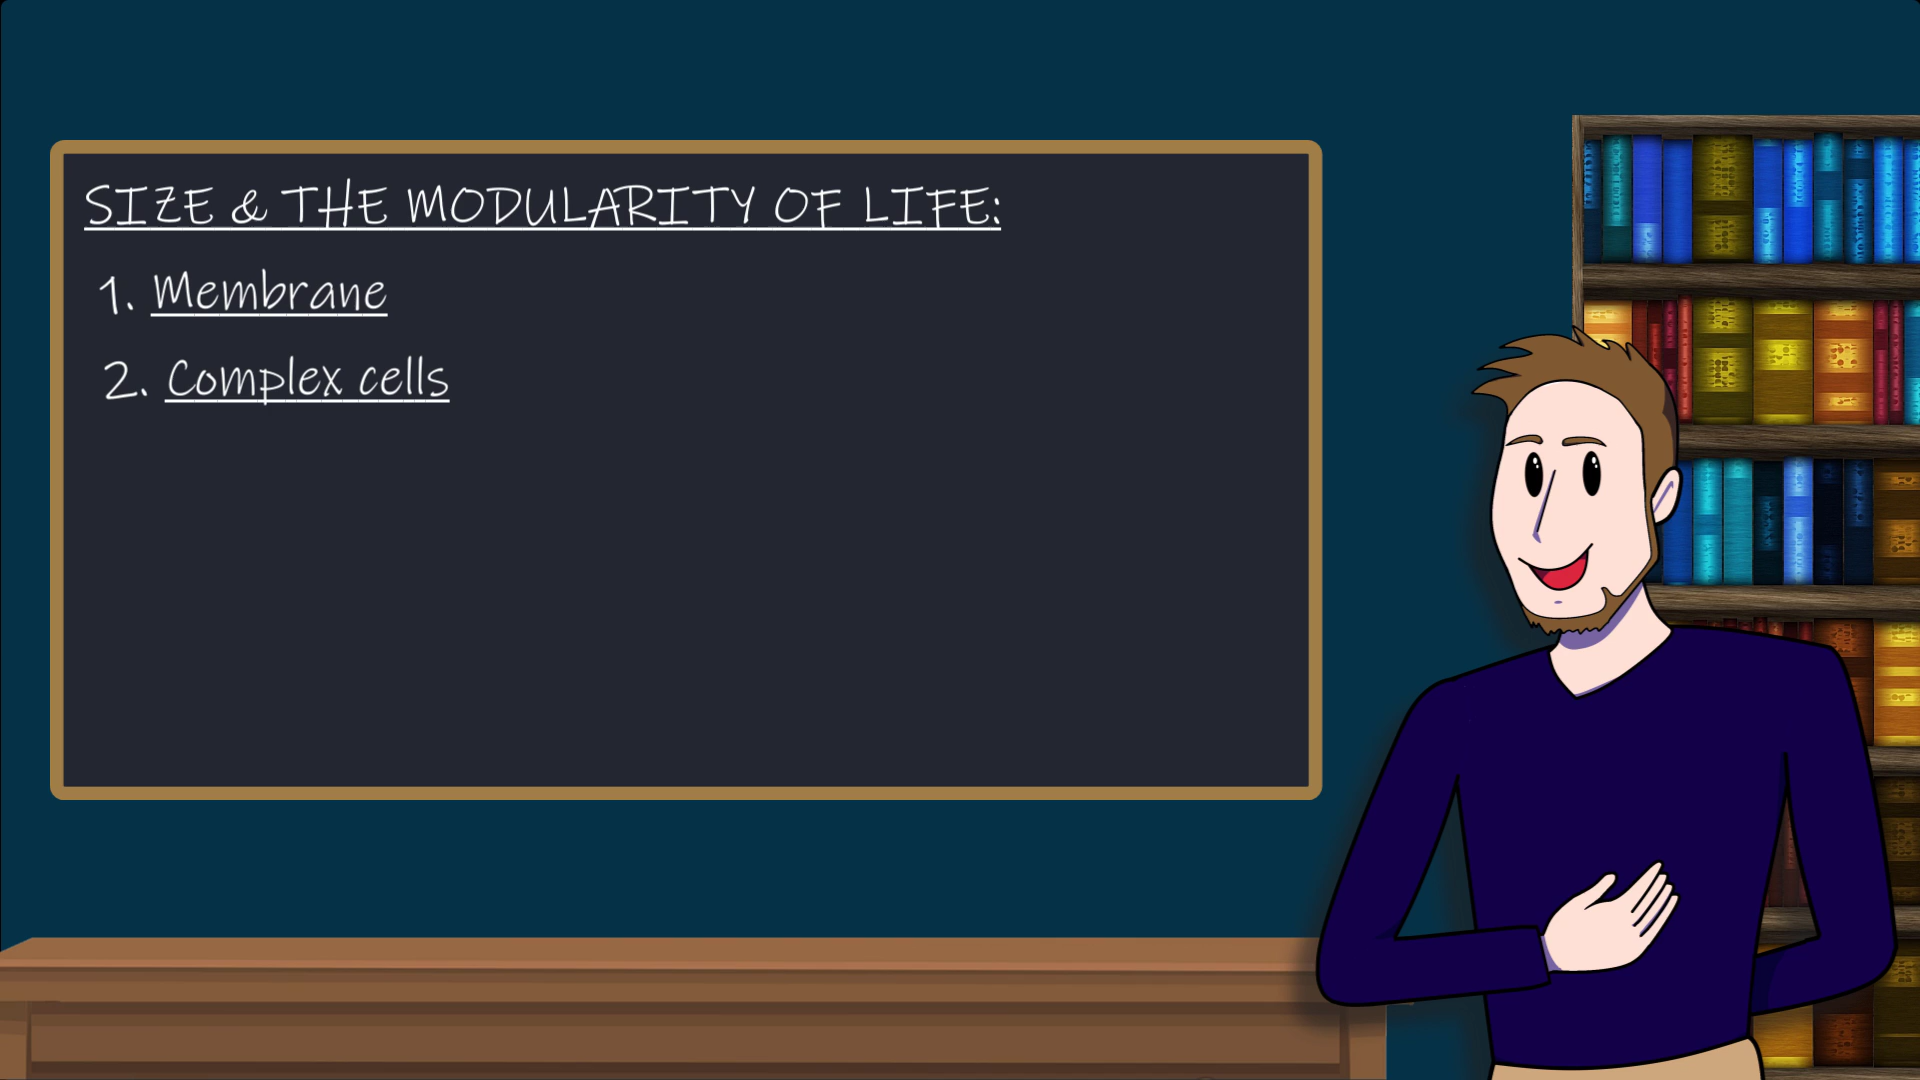 SIZE & THE MODULARITY OF LIFE:
1. Membrane
2. Complex cells